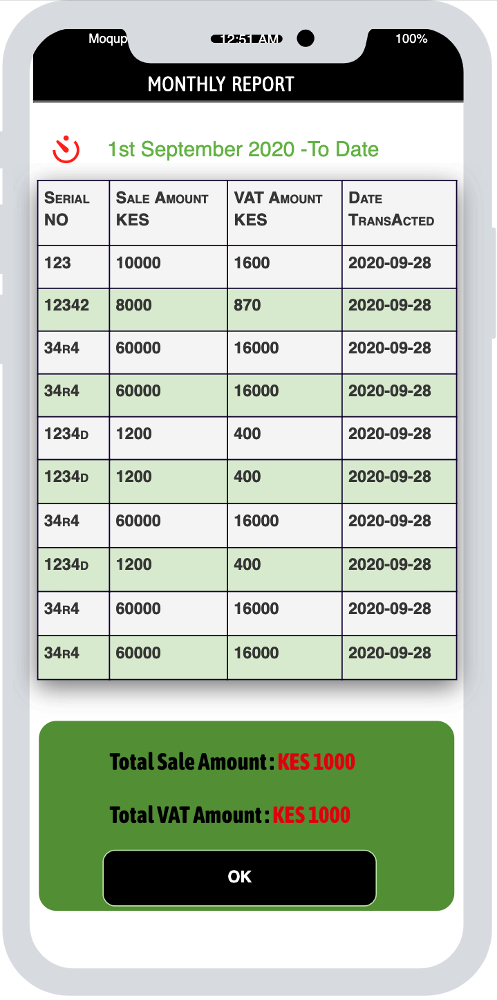 Moqup 12:51 AM 100%
MONTHLY REPORT
1st September 2020 -To Date
Serial NO | Sale Amount KES | VAT Amount KES | Date TransActed
123 | 10000 | 1600 | 2020-09-28
12342 | 8000 | 870 | 2020-09-28
34r4 | 60000 | 16000 | 2020-09-28
34r4 | 60000 | 16000 | 2020-09-28
1234d | 1200 | 400 | 2020-09-28
1234d | 1200 | 400 | 2020-09-28
34r4 | 60000 | 16000 | 2020-09-28
1234d | 1200 | 400 | 2020-09-28
34r4 | 60000 | 16000 | 2020-09-28
34r4 | 60000 | 16000 | 2020-09-28
Total Sale Amount : KES 1000
Total VAT Amount : KES 1000
OK